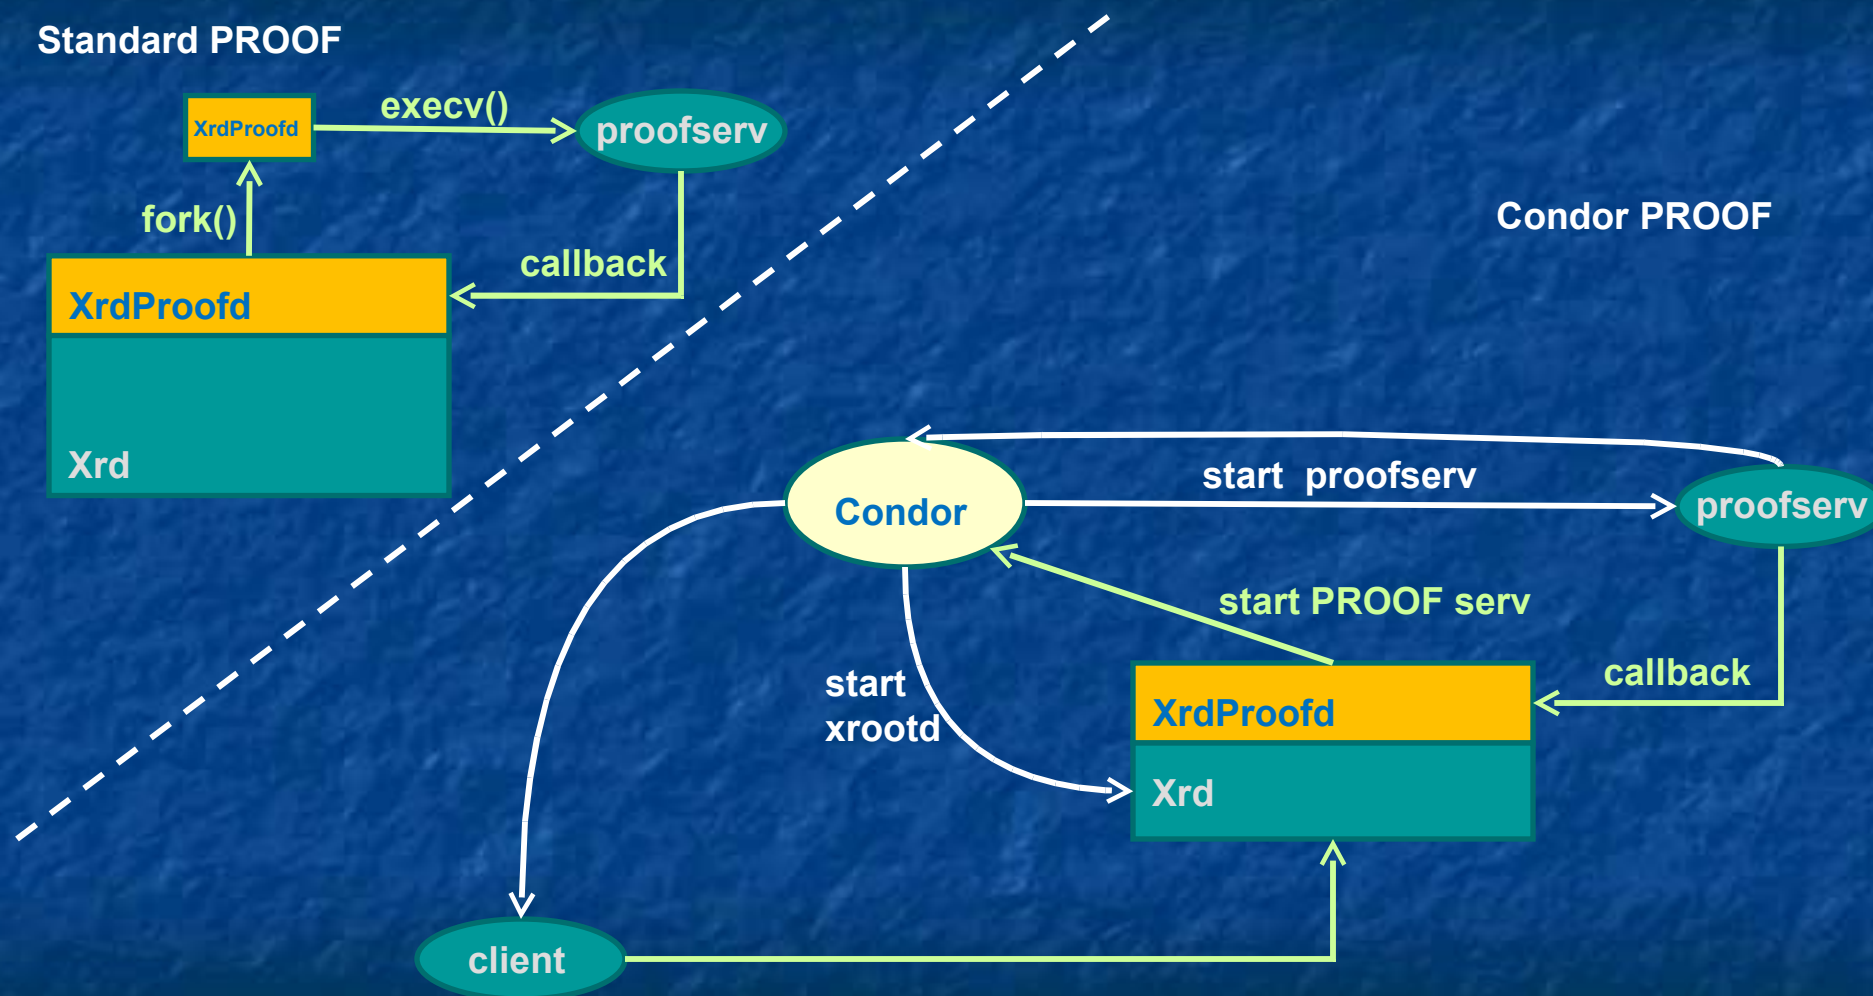 Standard PROOF
XrdProofd
execv()
proofserv
fork()
callback
XrdProofd
Xrd
Condor PROOF
start proofserv
Condor
proofserv
start PROOF serv
start
xrootd
callback
XrdProofd
Xrd
client